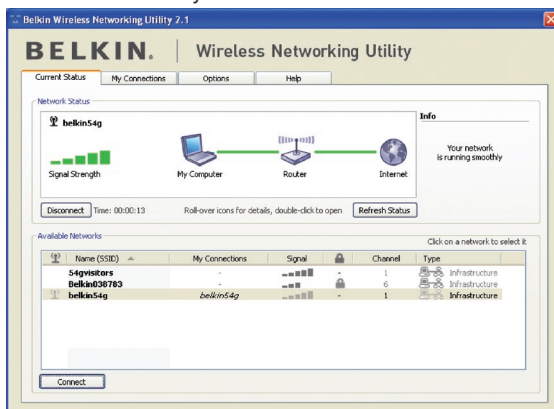 Belkin Wireless Networking Utility 2.1
BELKIN. | Wireless Networking Utility
Current Status My Connections Options Help
Network Status
belkin54g
Signal Strength My Computer Router Internet
Info
Your network
is running smoothly
Disconnect Time: 00:00:13 Roll-over icons for details, double-click to open Refresh Status
Available Networks
Click on a network to select it
Name (SSID) My Connections Signal Channel Type
54gvisitors - - 1 Infrastructure
Belkin038783 - 6 Infrastructure
belkin54g belkin54g - 1 Infrastructure
Connect